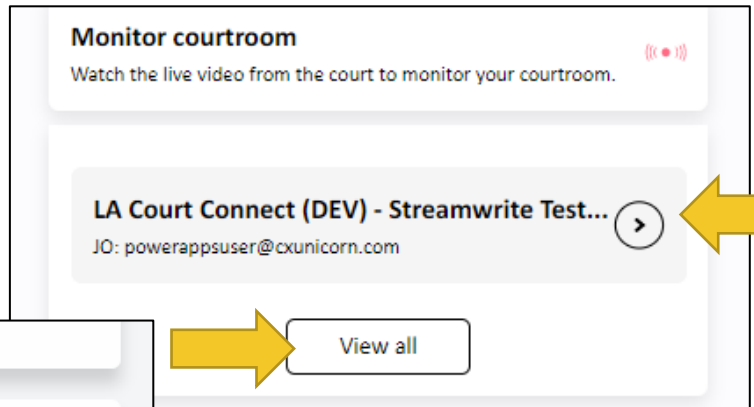 Monitor courtroom
Watch the live video from the court to monitor your courtroom.
LA Court Connect (DEV) - Streamwrite Test...
JO: powerappsuser@cxunicorn.com
View all